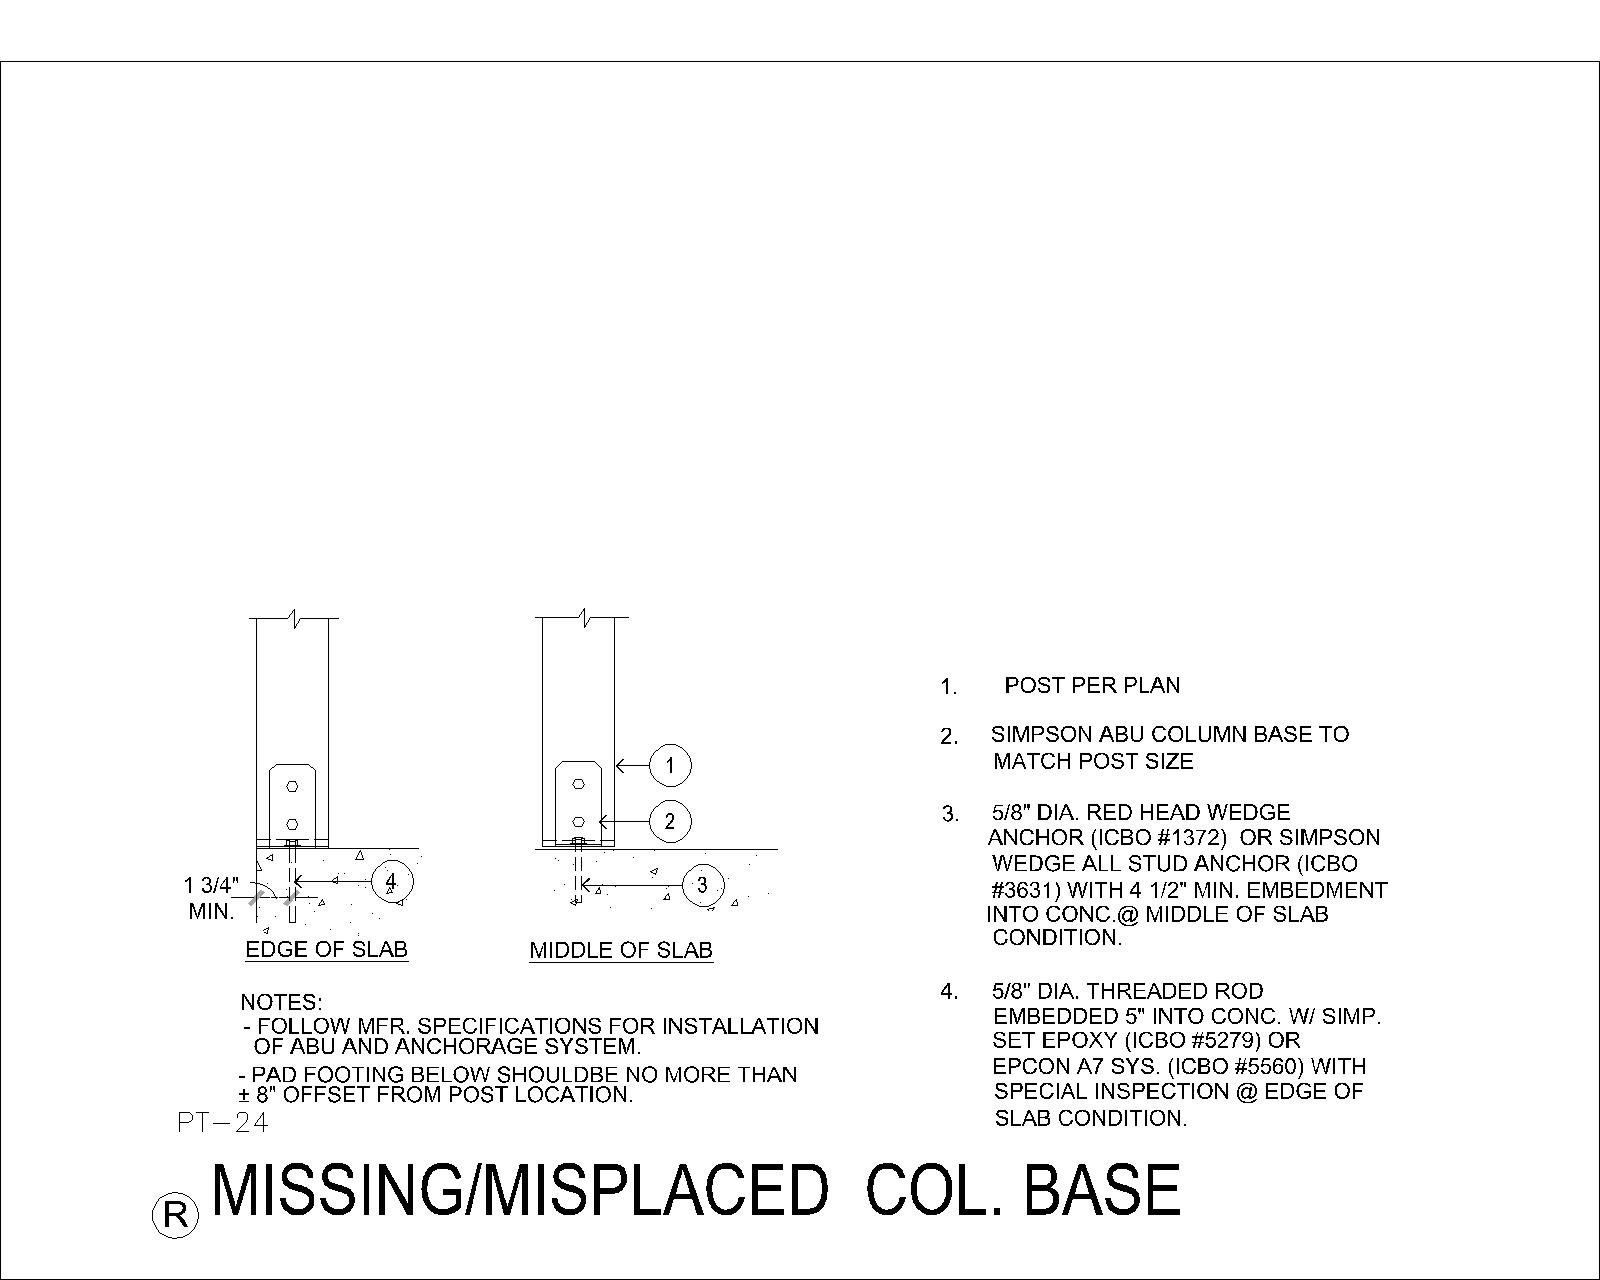 1
2
4
3
1 3/4"
MIN.
EDGE OF SLAB
MIDDLE OF SLAB
NOTES:
- FOLLOW MFR. SPECIFICATIONS FOR INSTALLATION
OF ABU AND ANCHORAGE SYSTEM.
- PAD FOOTING BELOW SHOULDBE NO MORE THAN
± 8" OFFSET FROM POST LOCATION.
PT-24
1. POST PER PLAN
2. SIMPSON ABU COLUMN BASE TO
MATCH POST SIZE
3. 5/8" DIA. RED HEAD WEDGE
ANCHOR (ICBO #1372) OR SIMPSON
WEDGE ALL STUD ANCHOR (ICBO
#3631) WITH 4 1/2" MIN. EMBEDMENT
INTO CONC.@ MIDDLE OF SLAB
CONDITION.
4. 5/8" DIA. THREADED ROD
EMBEDDED 5" INTO CONC. W/ SIMP.
SET EPOXY (ICBO #5279) OR
EPCON A7 SYS. (ICBO #5560) WITH
SPECIAL INSPECTION @ EDGE OF
SLAB CONDITION.
R MISSING/MISPLACED COL. BASE